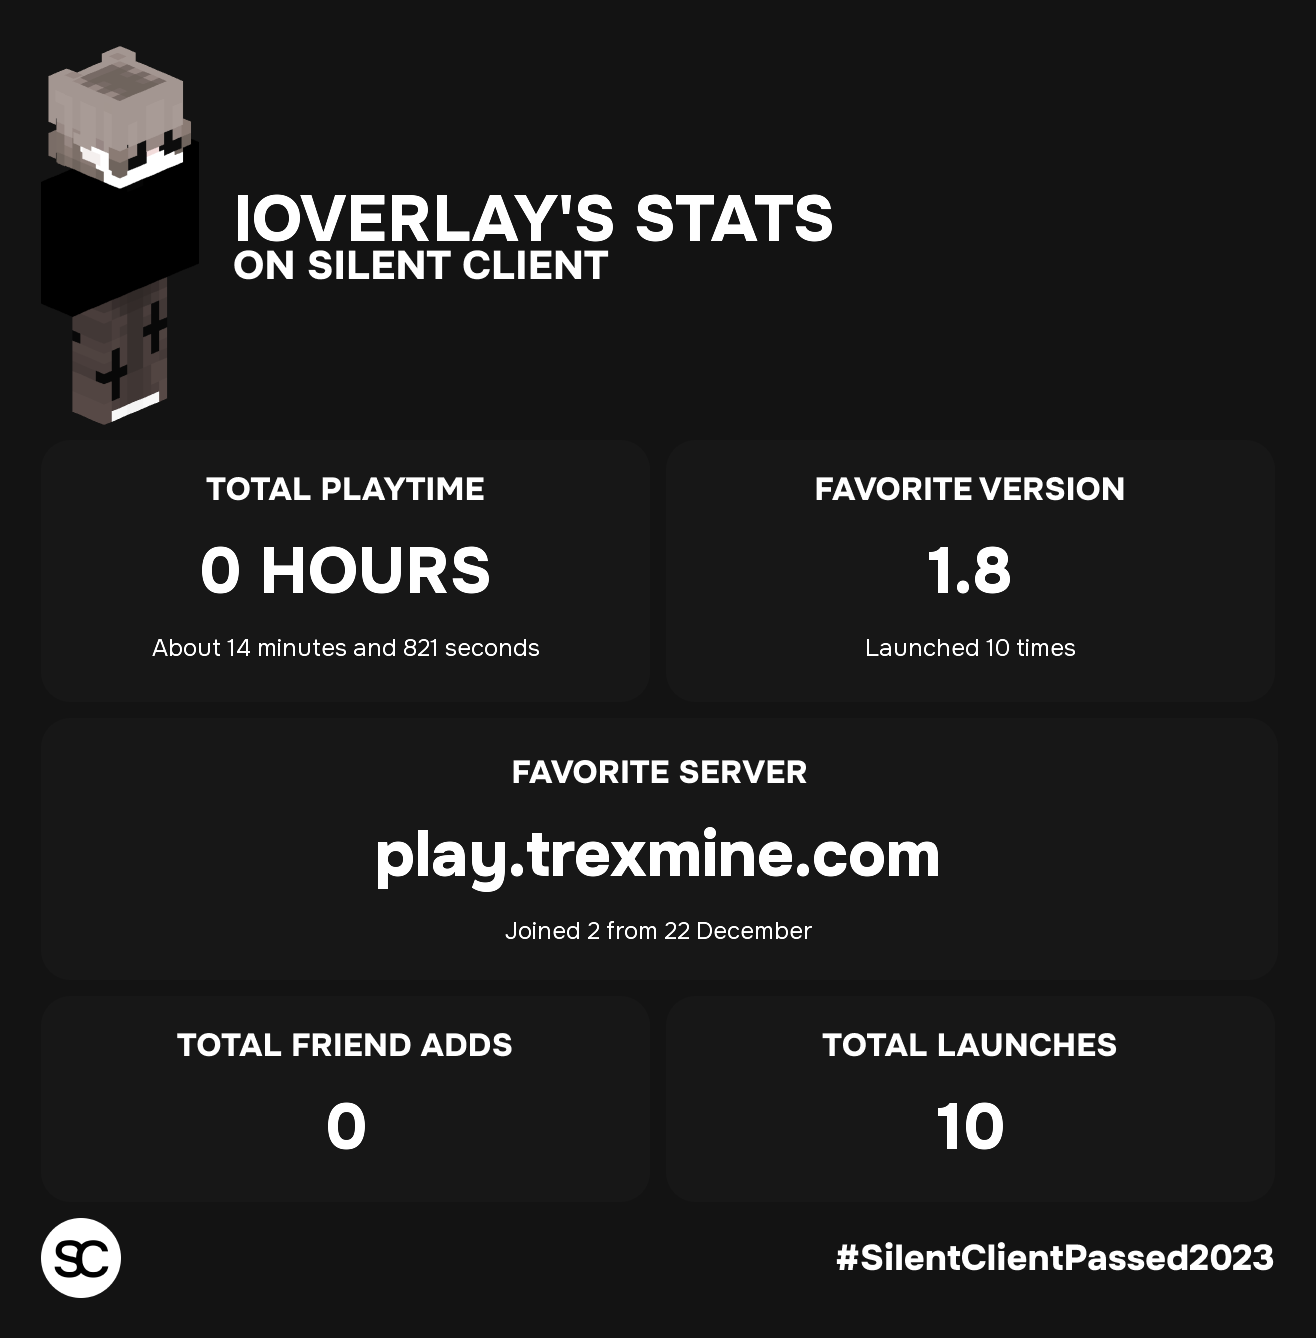 IOVERLAY'S STATS
ON SILENT CLIENT
TOTAL PLAYTIME
0 HOURS
About 14 minutes and 821 seconds
FAVORITE VERSION
1.8
Launched 10 times
FAVORITE SERVER
play.trexmine.com
Joined 2 from 22 December
TOTAL FRIEND ADDS
0
TOTAL LAUNCHES
10
SC
#SilentClientPassed2023